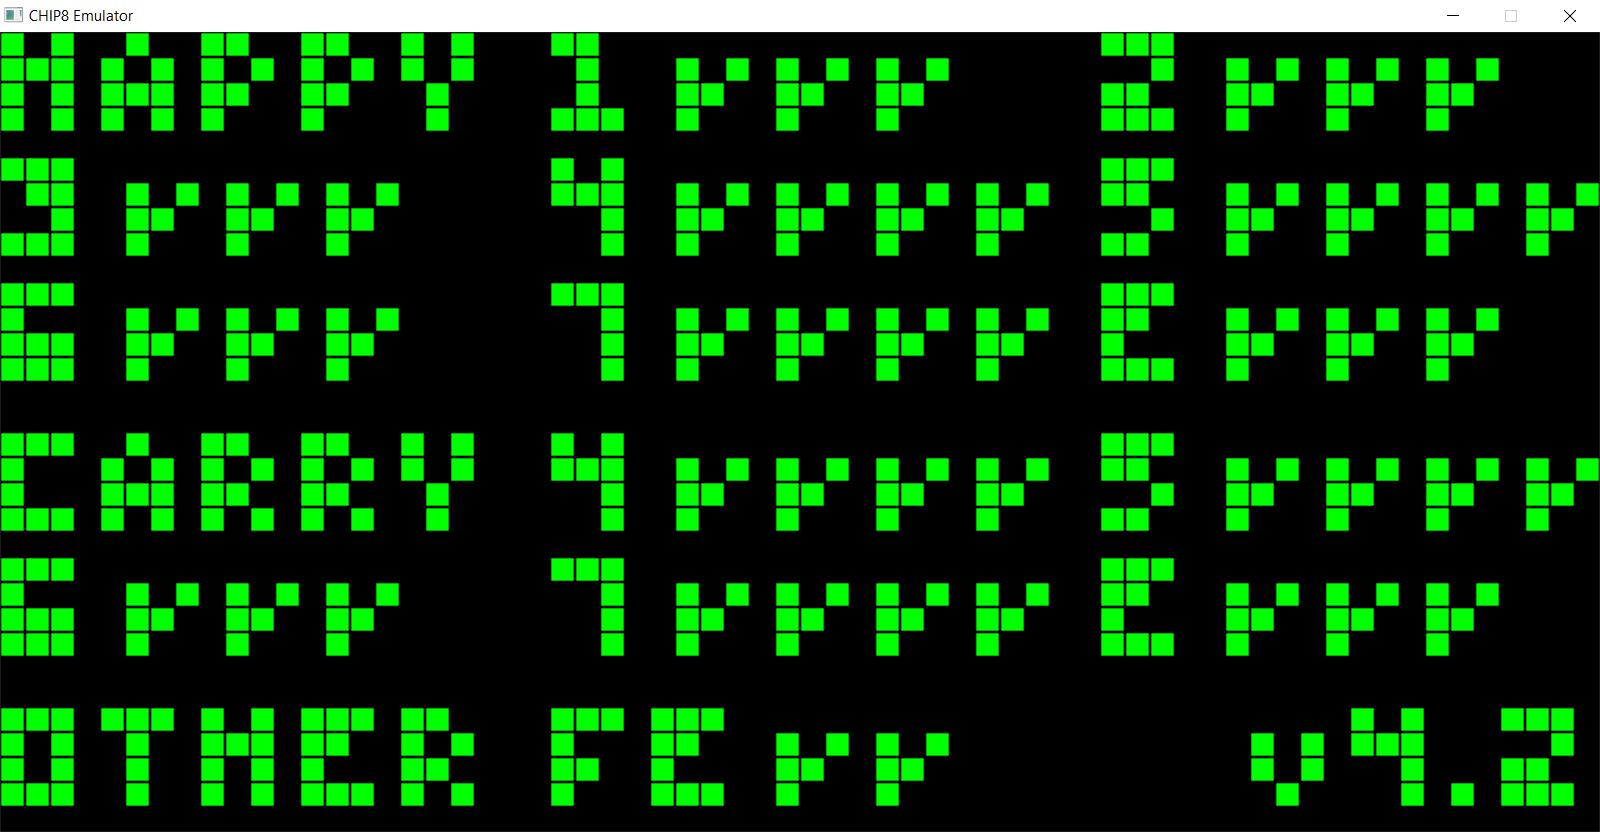 CHIP8 Emulator
HAPPY 1 ✓✓✓ 2 ✓✓✓
3 ✓✓✓ 4 ✓✓✓✓ 5 ✓✓✓✓
6 ✓✓✓ 7 ✓✓✓✓ E ✓✓✓
CARRY 4 ✓✓✓✓ 5 ✓✓✓✓
6 ✓✓✓ 7 ✓✓✓✓ E ✓✓✓
OTHER FE ✓✓ v4.2